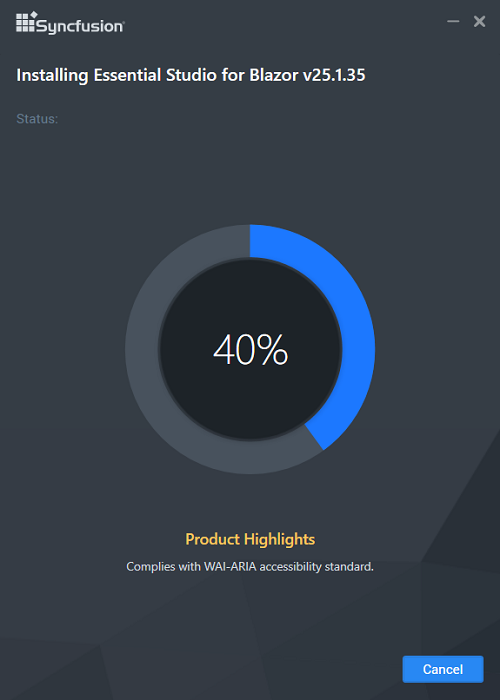 Syncfusion®
Installing Essential Studio for Blazor v25.1.35
Status:
40%
Product Highlights
Complies with WAI-ARIA accessibility standard.
Cancel